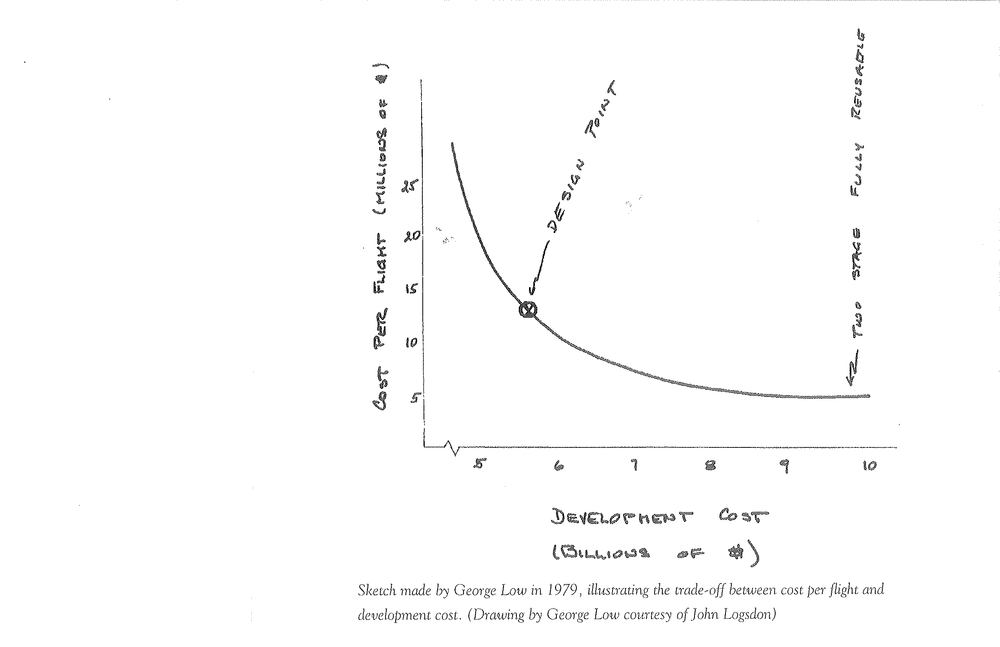 COST PER FLIGHT (MILLIONS OF $)
25
20
15
10
5
DESIGN POINT
TWO STAGE FULLY REUSABLE
5 6 7 8 9 10
DEVELOPMENT COST
(BILLIONS OF $)
Sketch made by George Low in 1979, illustrating the trade-off between cost per flight and
development cost. (Drawing by George Low courtesy of John Logsdon)